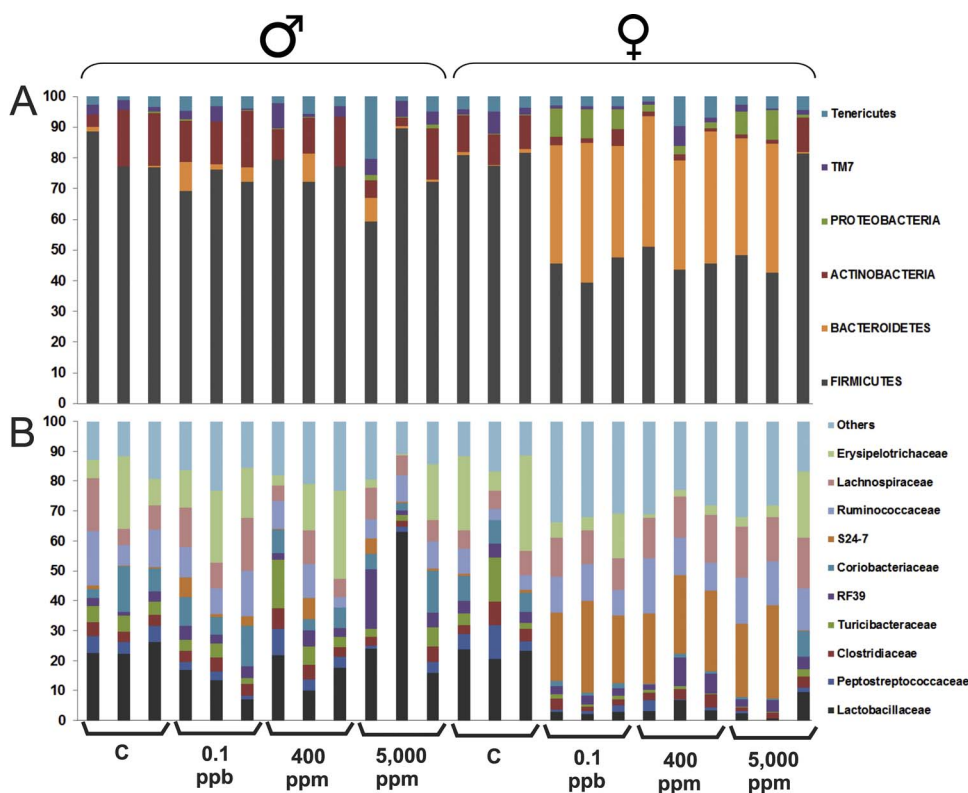 ♂ ♀
A
100
90
80
70
60
50
40
30
20
10
0
Tenericutes
TM7
PROTEOBACTERIA
ACTINOBACTERIA
BACTEROIDETES
FIRMICUTES
B
100
90
80
70
60
50
40
30
20
10
0
Others
Erysipelotrichaceae
Lachnospiraceae
Ruminococcaceae
S24-7
Coriobacteriaceae
RF39
Turicibacteraceae
Clostridiaceae
Peptostreptococcaceae
Lactobacillaceae
C 0.1 400 5,000 C 0.1 400 5,000
ppb ppm ppm ppb ppm ppm